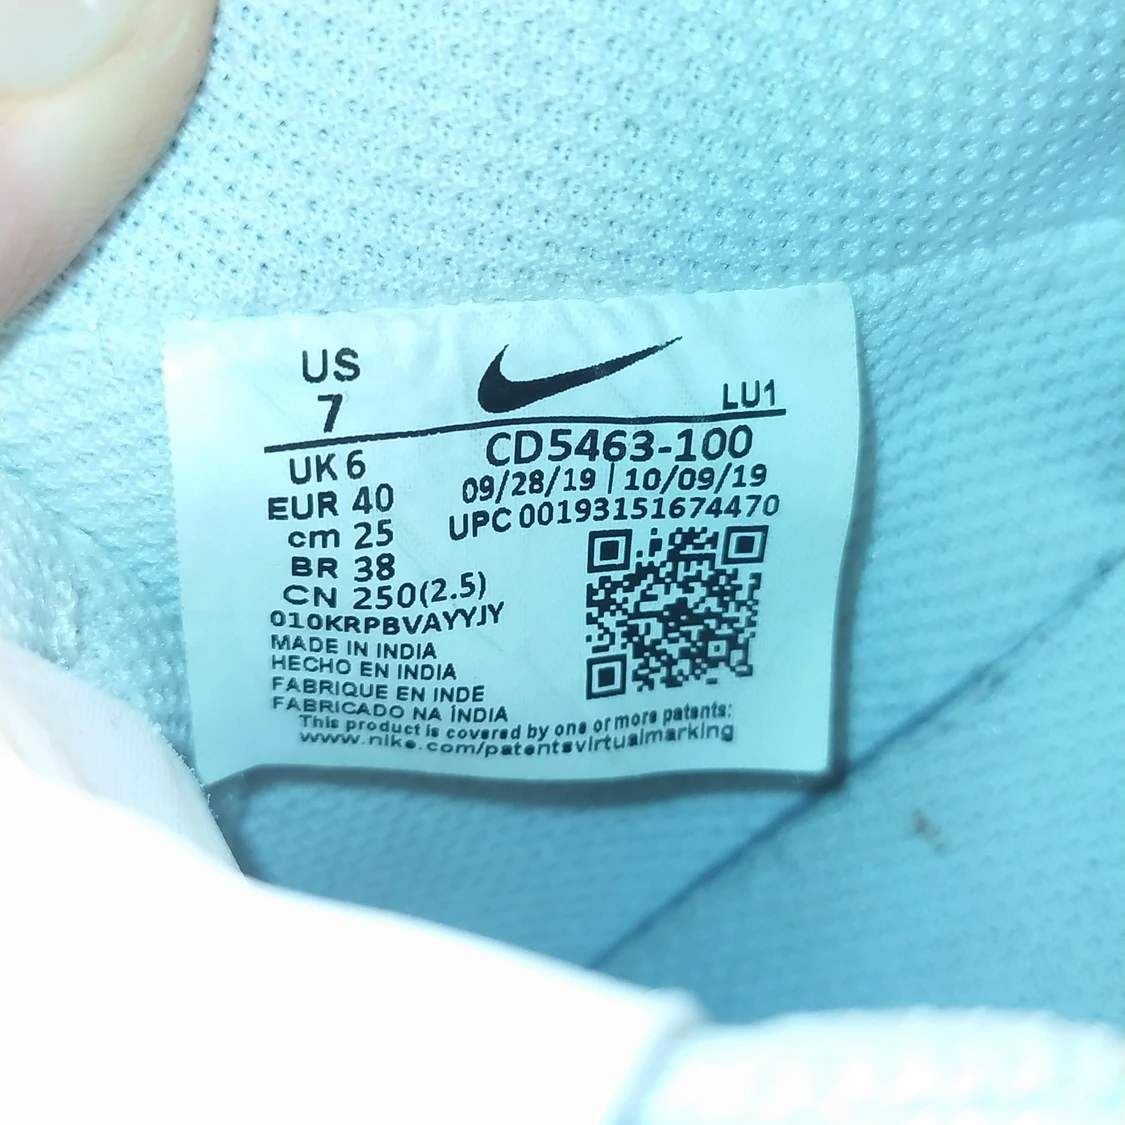 US
7
LU1
UK 6
EUR 40
cm 25
BR 38
CN 250(2.5)
CD5463-100
09/28/19 | 10/09/19
UPC 00193151674470
010KRPBVAYYJY
MADE IN INDIA
HECHO EN INDIA
FABRIQUE EN INDE
FABRICADO NA ÍNDIA
This product is covered by one or more patents:
www.nike.com/patentsvirtualmarking